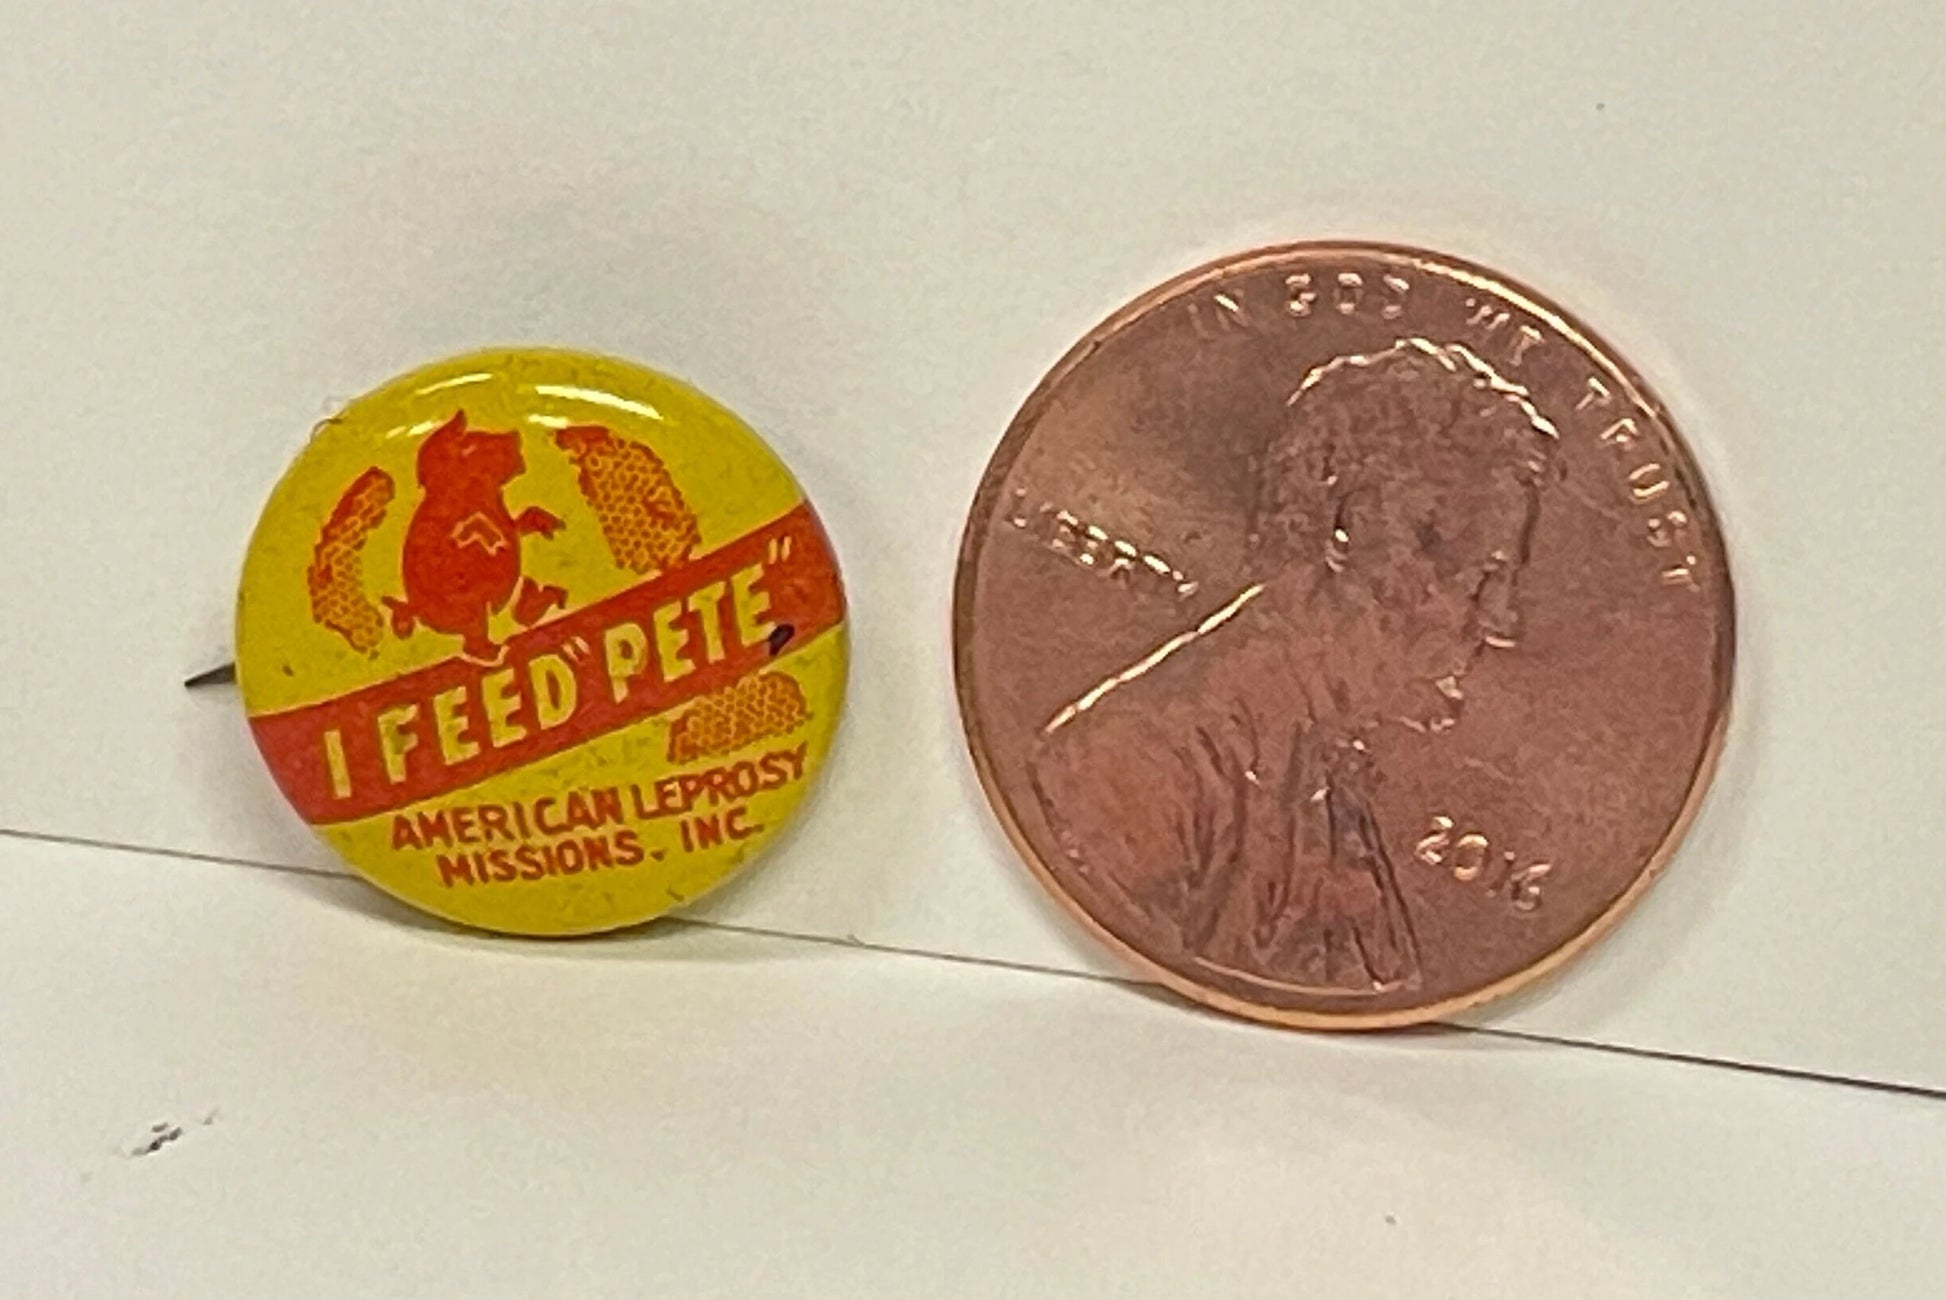 I FEED "PETE"
AMERICAN LEPROSY
MISSIONS, INC.
IN GOD WE TRUST
LIBERTY
2016